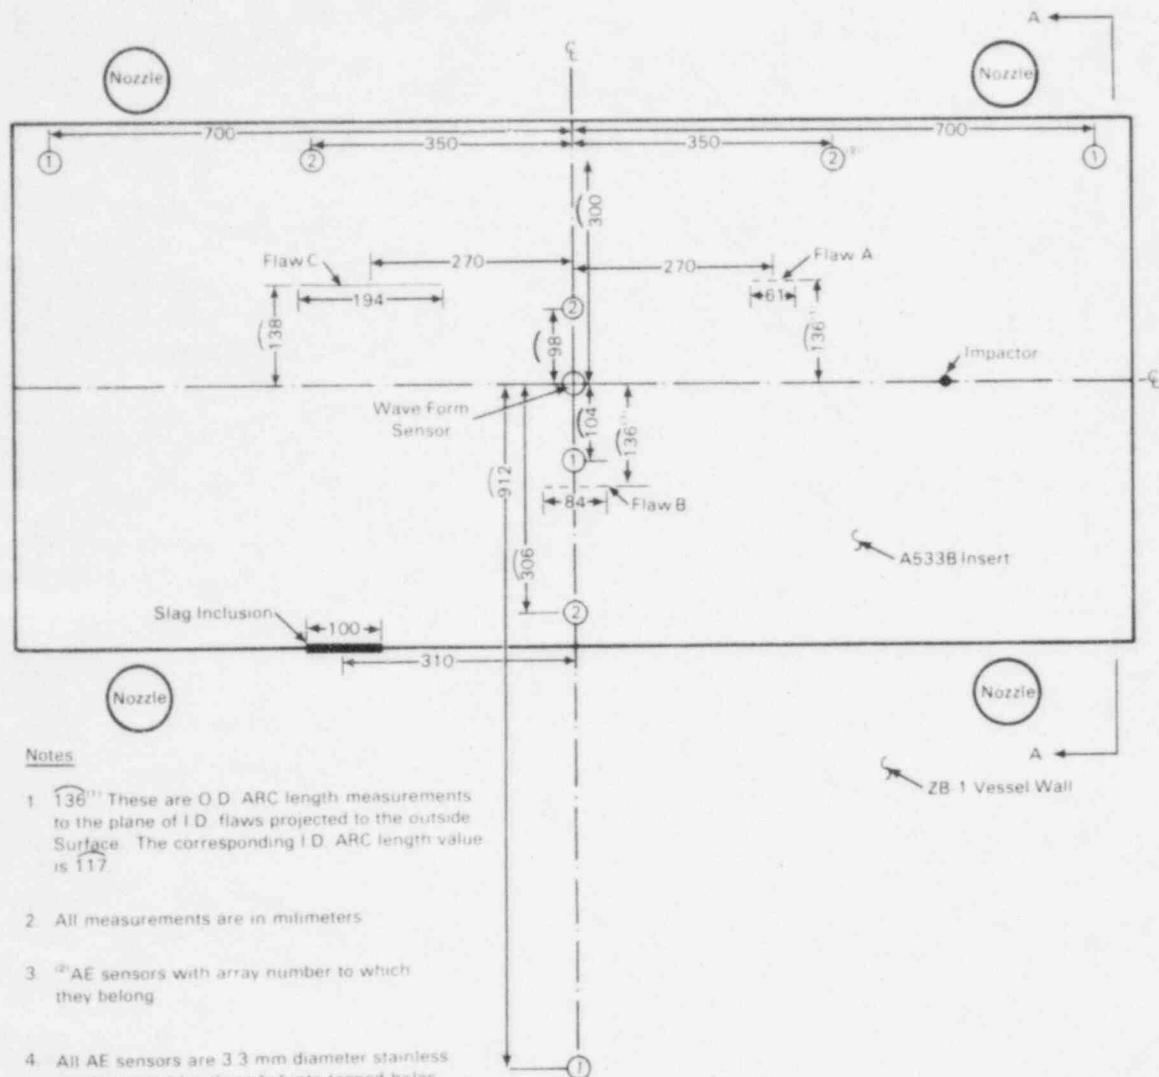 A
℄
Nozzle
Nozzle
700
350
350
700
1
2
2 (2)
1
300
Flaw C
270
270
Flaw A
194
61
138
2
98
136 (1)
Impactor
℄
Wave Form
Sensor
104
136 (1)
912
1
84
Flaw B
306
A533B Insert
Slag Inclusion
100
2
310
Nozzle
Nozzle
A
ZB-1 Vessel Wall
Notes
1. 136 (1) These are O.D. ARC length measurements
to the plane of I.D. flaws projected to the outside
Surface. The corresponding I.D. ARC length value
is 117
2. All measurements are in milimeters
3. (2) AE sensors with array number to which
they belong
4. All AE sensors are 3.3 mm diameter stainless
1